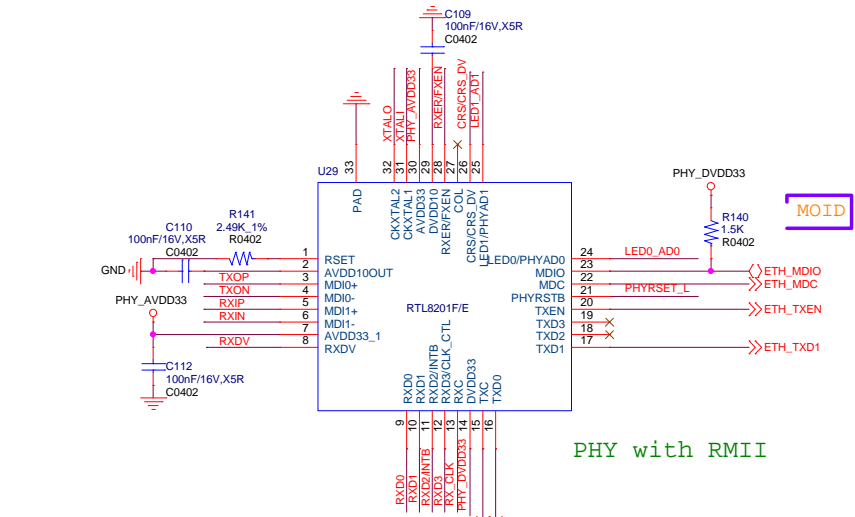 C109
100nF/16V,X5R
C0402
XTALO
XTALI
PHY_AVDD33
RXER/FXEN
CRS/CRS_DV
LED1_AD1
U29
33
32
31
30
29
28
27
26
25
PAD
CKXTAL2
CKXTAL1
AVDD33
DVDD10
RXER/FXEN
COL
CRS/CRS_DV
LED1/PHYAD1
PHY_DVDD33
R140
1.5K
R0402
MOID
R141
2.49K_1%
R0402
C110
100nF/16V,X5R
C0402
GND
1 RSET
2 AVDD10OUT
TXOP 3 MDI0+
TXON 4 MDI0-
RXIP 5 MDI1+
RXIN 6 MDI1-
7 AVDD33_1
RXDV 8 RXDV
PHY_AVDD33
C112
100nF/16V,X5R
C0402
RTL8201F/E
LED0/PHYAD0 24 LED0_AD0
MDIO 23 ETH_MDIO
MDC 22 ETH_MDC
PHYRSTB 21 PHYRSET_L
TXEN 20 ETH_TXEN
TXD3 19
TXD2 18
TXD1 17 ETH_TXD1
RXD0
RXD1
RXD2/INTB
RXD3/CLK_CTL
RXC
DVDD33
TXC
TXD0
9
10
11
12
13
14
15
16
RXD0
RXD1
RXD2/INTB
RXD3
RX_CLK
PHY_DVDD33
PHY with RMII